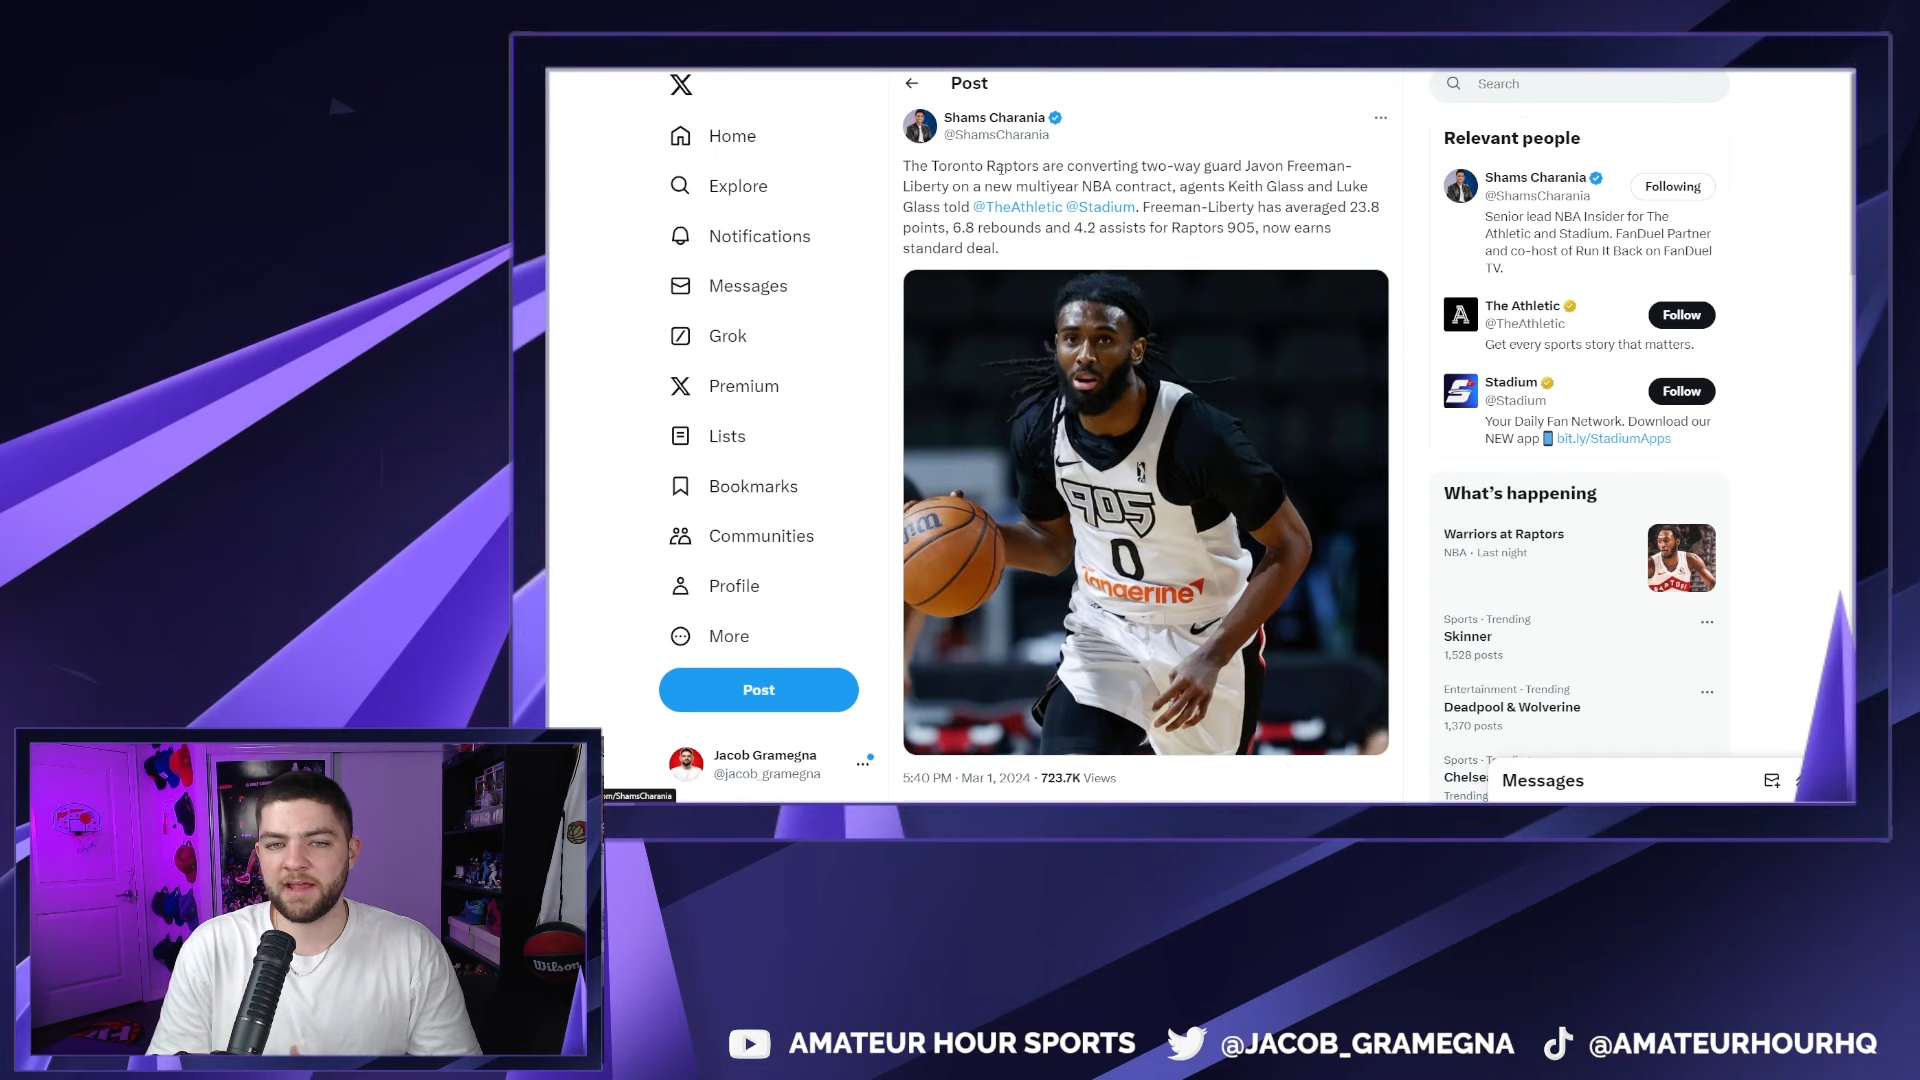 Home
Explore
Notifications
Messages
Grok
Premium
Lists
Bookmarks
Communities
Profile
More
Post
Jacob Gramegna
@jacob_gramegna
om/ShamsCharania
Post
Shams Charania
@ShamsCharania
The Toronto Raptors are converting two-way guard Javon Freeman-
Liberty on a new multiyear NBA contract, agents Keith Glass and Luke
Glass told @TheAthletic @Stadium. Freeman-Liberty has averaged 23.8
points, 6.8 rebounds and 4.2 assists for Raptors 905, now earns
standard deal.
905
0
Tangerine
5:40 PM · Mar 1, 2024 · 723.7K Views
Search
Relevant people
Shams Charania
@ShamsCharania
Following
Senior lead NBA Insider for The
Athletic and Stadium. FanDuel Partner
and co-host of Run It Back on FanDuel
TV.
The Athletic
@TheAthletic
Follow
Get every sports story that matters.
Stadium
@Stadium
Follow
Your Daily Fan Network. Download our
NEW app bit.ly/StadiumApps
What's happening
Warriors at Raptors
NBA · Last night
Sports · Trending
Skinner
1,528 posts
Entertainment · Trending
Deadpool & Wolverine
1,370 posts
Chelsea
Trending
Messages
Wilson
AMATEUR HOUR SPORTS
@JACOB_GRAMEGNA
@AMATEURHOURHQ